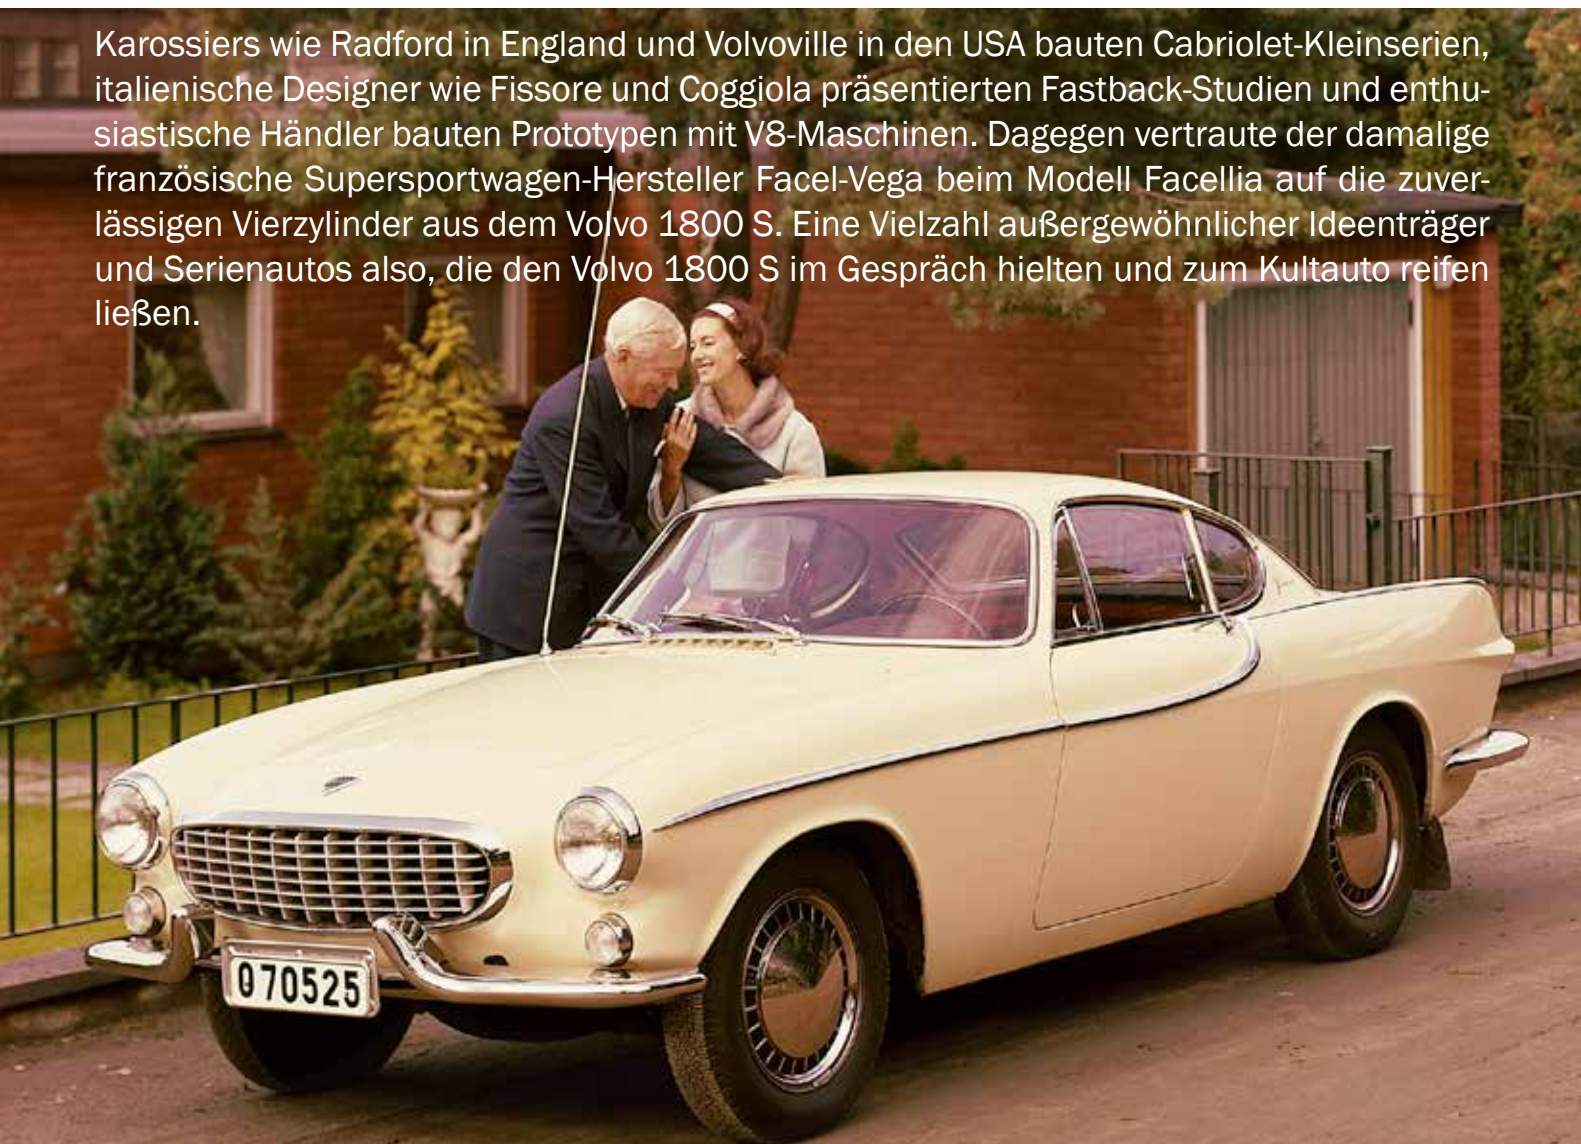 Karossiers wie Radford in England und Volvoville in den USA bauten Cabriolet-Kleinserien,
italienische Designer wie Fissore und Coggiola präsentierten Fastback-Studien und enthu-
siastische Händler bauten Prototypen mit V8-Maschinen. Dagegen vertraute der damalige
französische Supersportwagen-Hersteller Facel-Vega beim Modell Facellia auf die zuver-
lässigen Vierzylinder aus dem Volvo 1800 S. Eine Vielzahl außergewöhnlicher Ideenträger
und Serienautos also, die den Volvo 1800 S im Gespräch hielten und zum Kultauto reifen
ließen.
070525